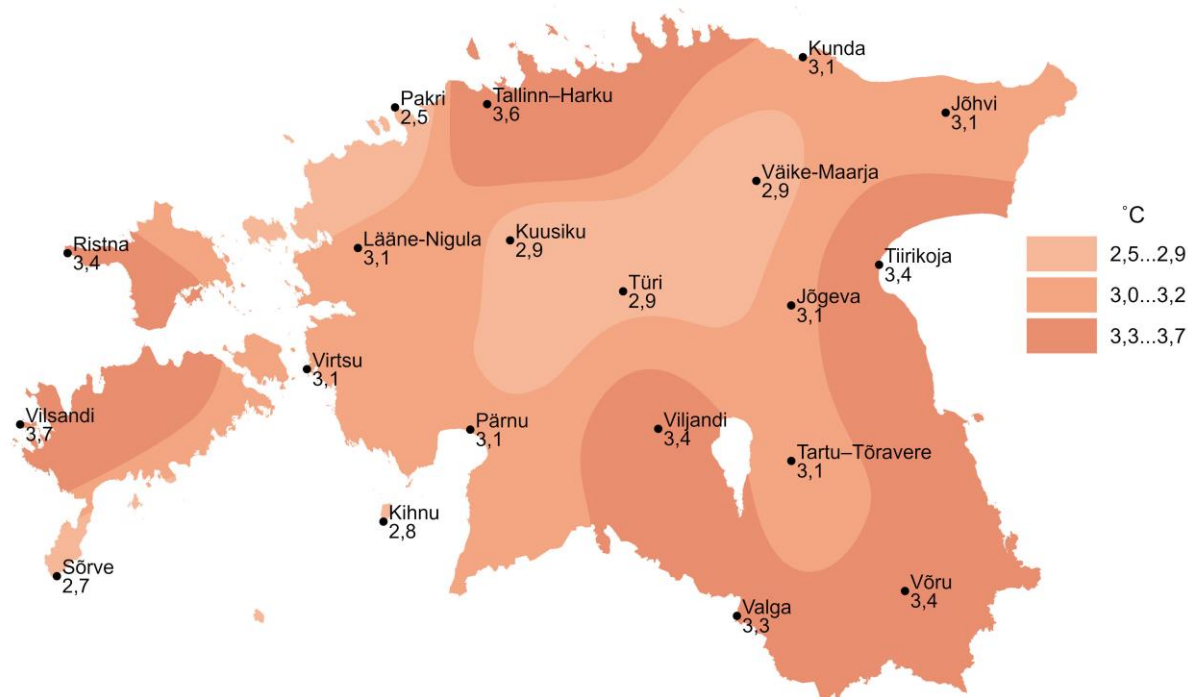 Kunda
3,1
Pakri
2,5
Tallinn–Harku
3,6
Jõhvi
3,1
Väike-Maarja
2,9
°C
2,5...2,9
3,0...3,2
3,3...3,7
Ristna
3,4
Lääne-Nigula
3,1
Kuusiku
2,9
Tiirikoja
3,4
Türi
2,9
Jõgeva
3,1
Virtsu
3,1
Vilsandi
3,7
Pärnu
3,1
Viljandi
3,4
Tartu–Tõravere
3,1
Kihnu
2,8
Sõrve
2,7
Võru
3,4
Valga
3,3